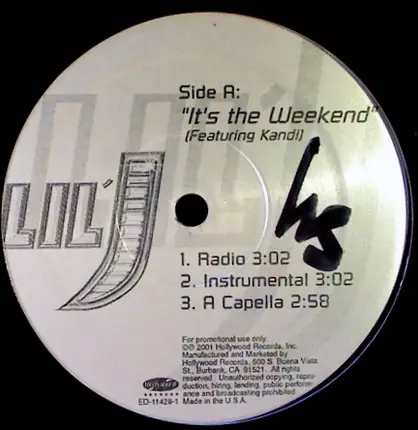 Side A:
"It's the Weekend"
(Featuring Kandi)
LIL' J
1. Radio 3:02
2. Instrumental 3:02
3. A Capella 2:58
For promotional use only.
©℗ 2001 Hollywood Records, Inc.
Manufactured and Marketed by
Hollywood Records, 500 S. Buena Vista
St., Burbank, CA 91521. All rights
reserved. Unauthorized copying, repro-
duction, hiring, lending, public perform-
ance and broadcasting prohibited.
ED-11428-1 Made in the U.S.A.